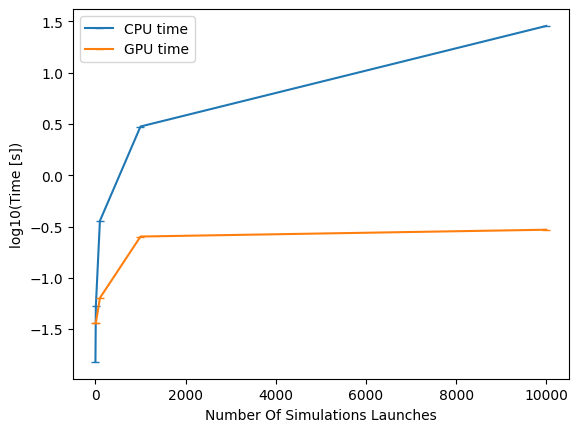 CPU time
GPU time
1.5
1.0
0.5
0.0
−0.5
−1.0
−1.5
log10(Time [s])
0 2000 4000 6000 8000 10000
Number Of Simulations Launches